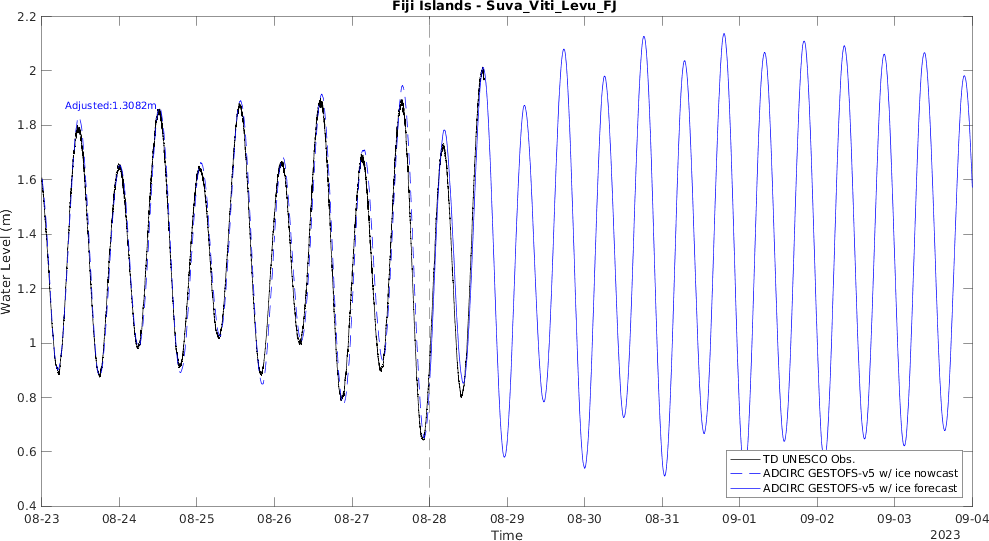 Fiji Islands - Suva_Viti_Levu_FJ
2.2
2
1.8
1.6
1.4
1.2
1
0.8
0.6
0.4
Water Level (m)
Adjusted:1.3082m
TD UNESCO Obs.
ADCIRC GESTOFS-v5 w/ ice nowcast
ADCIRC GESTOFS-v5 w/ ice forecast
08-23 08-24 08-25 08-26 08-27 08-28 08-29 08-30 08-31 09-01 09-02 09-03 09-04
Time
2023